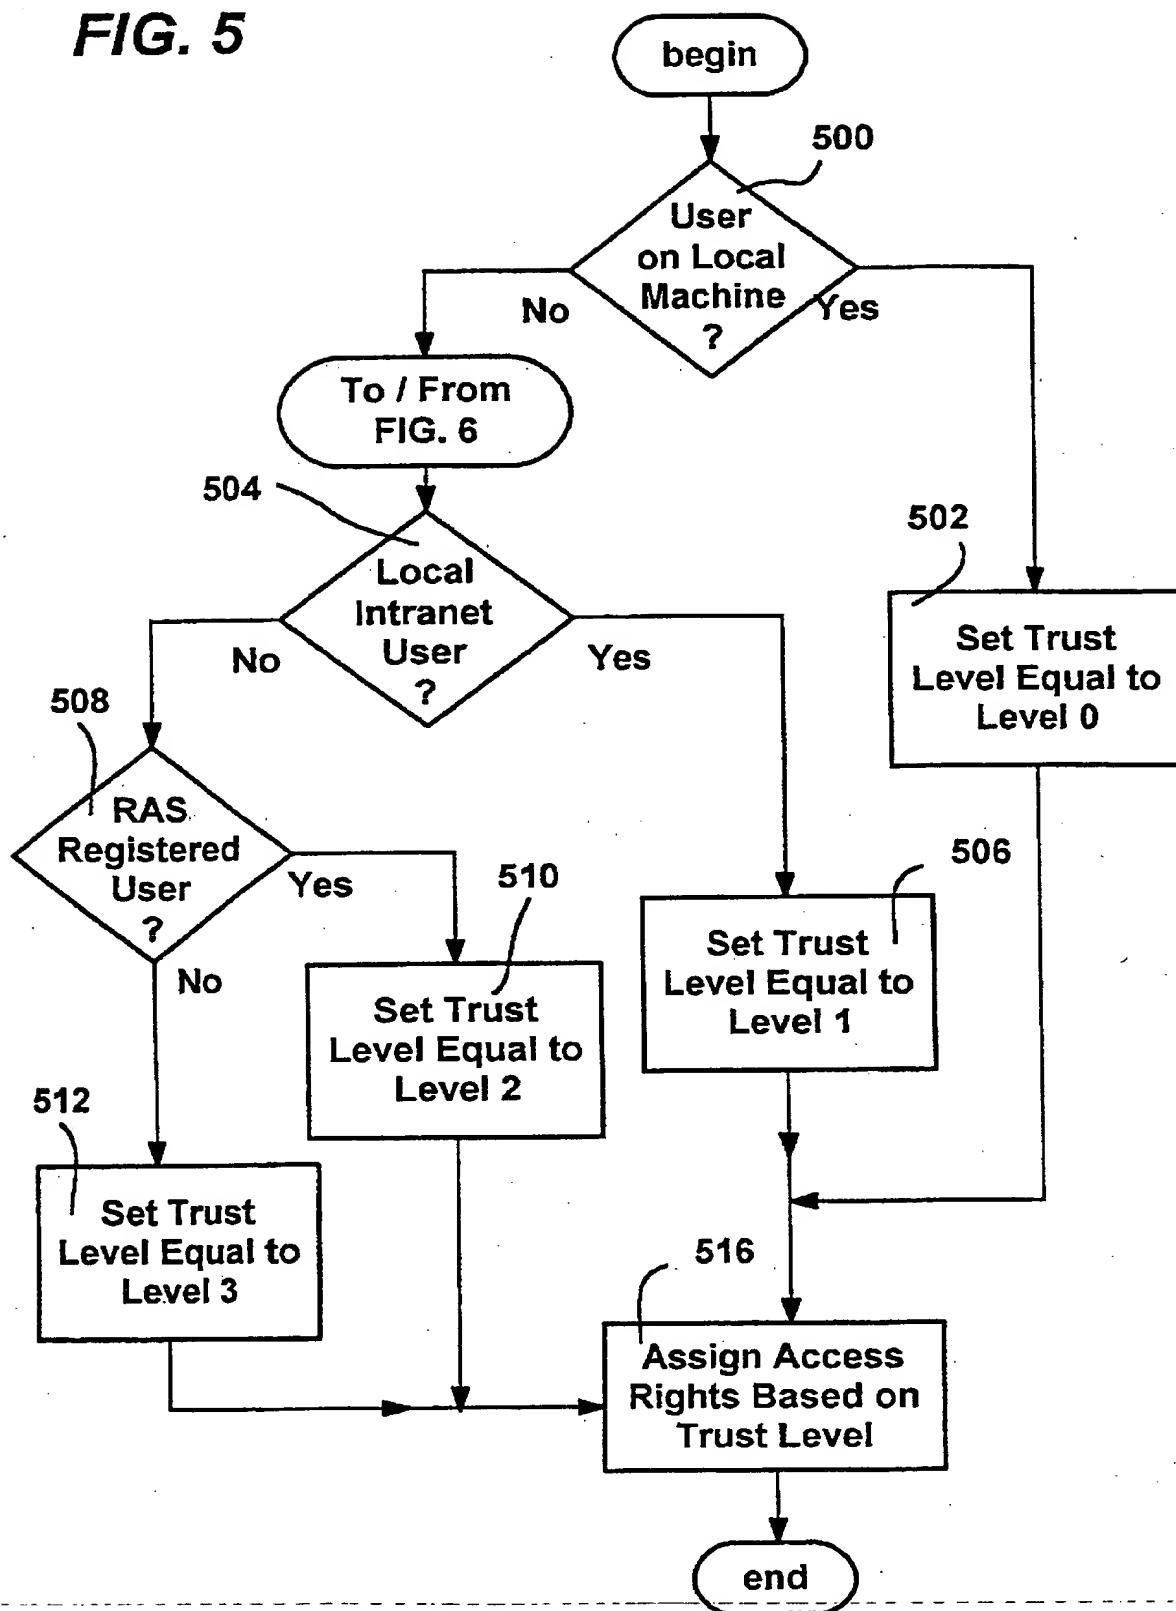 FIG. 5
begin
500
User
on Local
Machine
?
No
Yes
To / From
FIG. 6
504
Local
Intranet
User
?
No
Yes
502
Set Trust
Level Equal to
Level 0
508
RAS
Registered
User
?
Yes
No
510
Set Trust
Level Equal to
Level 2
506
Set Trust
Level Equal to
Level 1
512
Set Trust
Level Equal to
Level 3
516
Assign Access
Rights Based on
Trust Level
end